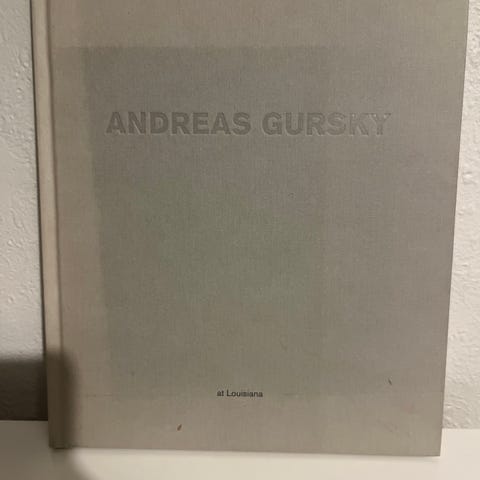 ANDREAS GURSKY
at Louisiana